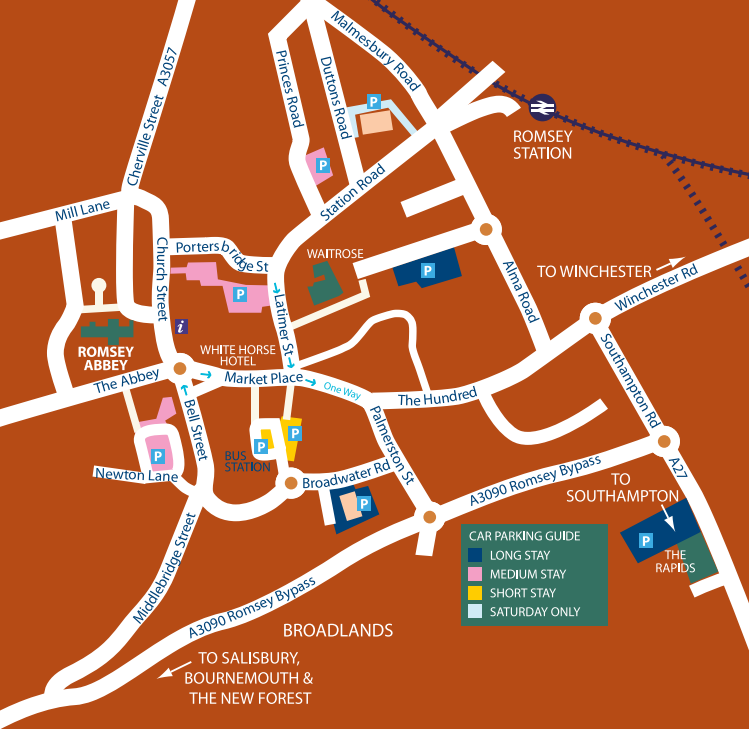 Malmesbury Road
Cherville Street A3057
Princes Road
Duttons Road
P
ROMSEY
STATION
P
Station Road
Mill Lane
Church Street
Portersbridge St
WAITROSE
P
TO WINCHESTER
Winchester Rd
Alma Road
P
Latimer St
i
ROMSEY
ABBEY
WHITE HORSE
HOTEL
Southampton Rd
The Abbey
Market Place
One Way
The Hundred
Bell Street
Palmerston St
P
P
P
BUS
STATION
Newton Lane
Broadwater Rd
A3090 Romsey Bypass
A27
TO
SOUTHAMPTON
P
Middlebridge Street
P
THE
RAPIDS
CAR PARKING GUIDE
LONG STAY
MEDIUM STAY
SHORT STAY
SATURDAY ONLY
A3090 Romsey Bypass
BROADLANDS
TO SALISBURY,
BOURNEMOUTH &
THE NEW FOREST